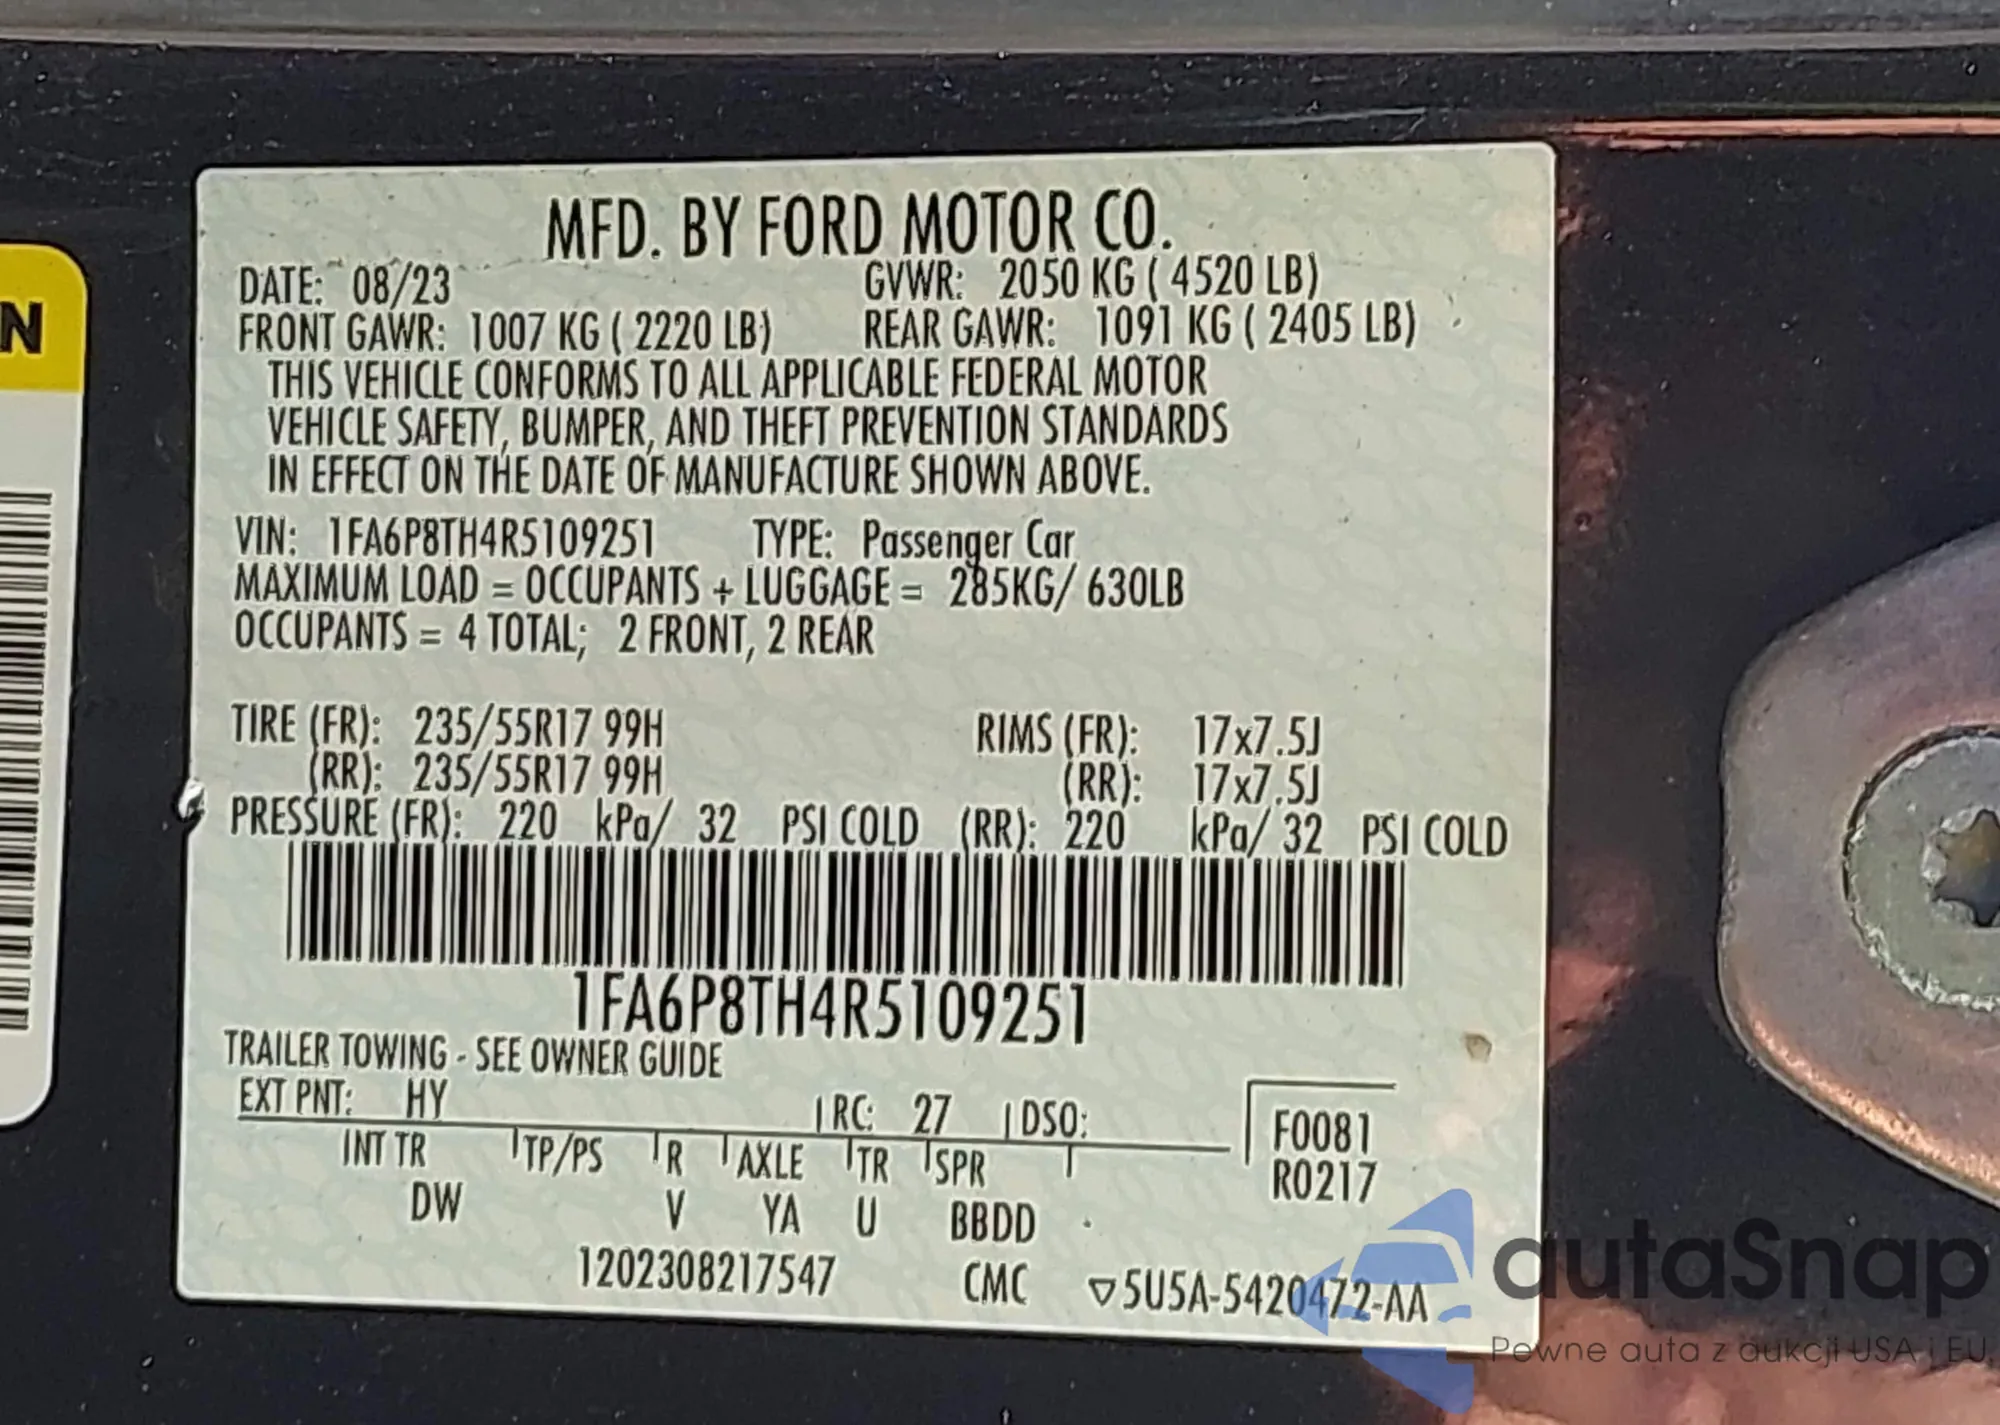 N
MFD. BY FORD MOTOR CO.
DATE: 08/23 GVWR: 2050 KG ( 4520 LB)
FRONT GAWR: 1007 KG ( 2220 LB) REAR GAWR: 1091 KG ( 2405 LB)
THIS VEHICLE CONFORMS TO ALL APPLICABLE FEDERAL MOTOR
VEHICLE SAFETY, BUMPER, AND THEFT PREVENTION STANDARDS
IN EFFECT ON THE DATE OF MANUFACTURE SHOWN ABOVE.
VIN: 1FA6P8TH4R5109251 TYPE: Passenger Car
MAXIMUM LOAD = OCCUPANTS + LUGGAGE = 285KG/ 630LB
OCCUPANTS = 4 TOTAL; 2 FRONT, 2 REAR
TIRE (FR): 235/55R17 99H RIMS (FR): 17x7.5J
(RR): 235/55R17 99H (RR): 17x7.5J
PRESSURE (FR): 220 kPa/ 32 PSI COLD (RR): 220 kPa/ 32 PSI COLD
1FA6P8TH4R5109251
TRAILER TOWING - SEE OWNER GUIDE
EXT PNT: HY RC: 27 DSO: F0081
INT TR TP/PS R AXLE TR SPR R0217
DW V YA U BBDD
1202308217547 CMC ▽5U5A-5420472-AA
autaSnap
Pewne auta z aukcji USA i EU